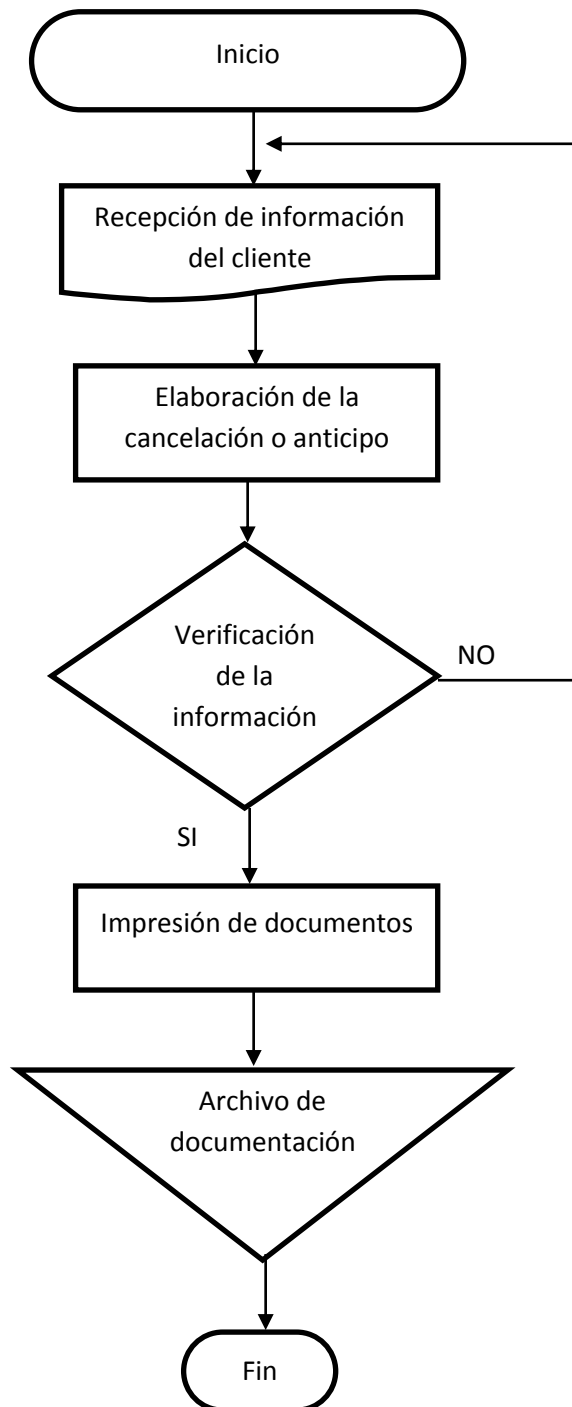 Inicio
Recepción de información
del cliente
Elaboración de la
cancelación o anticipo
Verificación
de la
información
NO
SI
Impresión de documentos
Archivo de
documentación
Fin